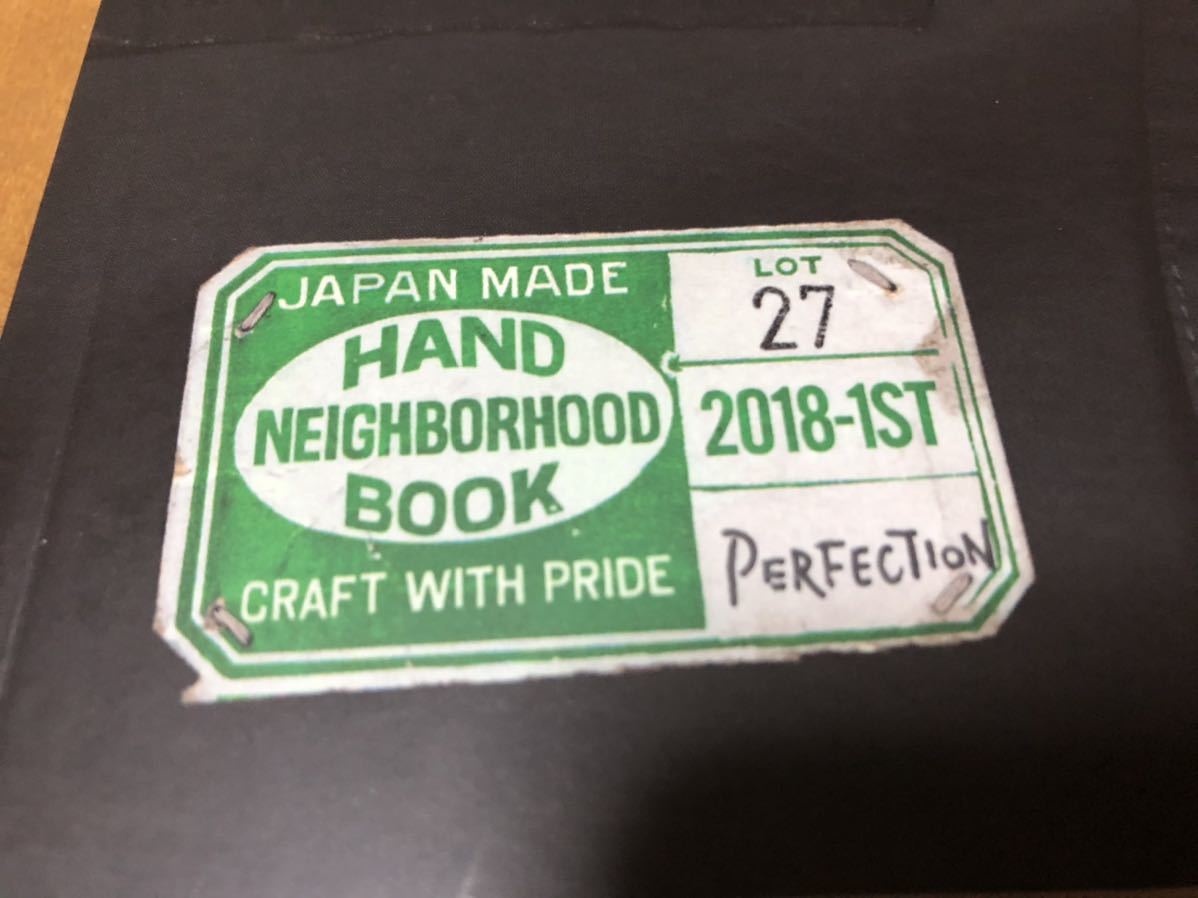 JAPAN MADE
HAND
NEIGHBORHOOD
BOOK
CRAFT WITH PRIDE
LOT
27
2018-1ST
PERFECTION